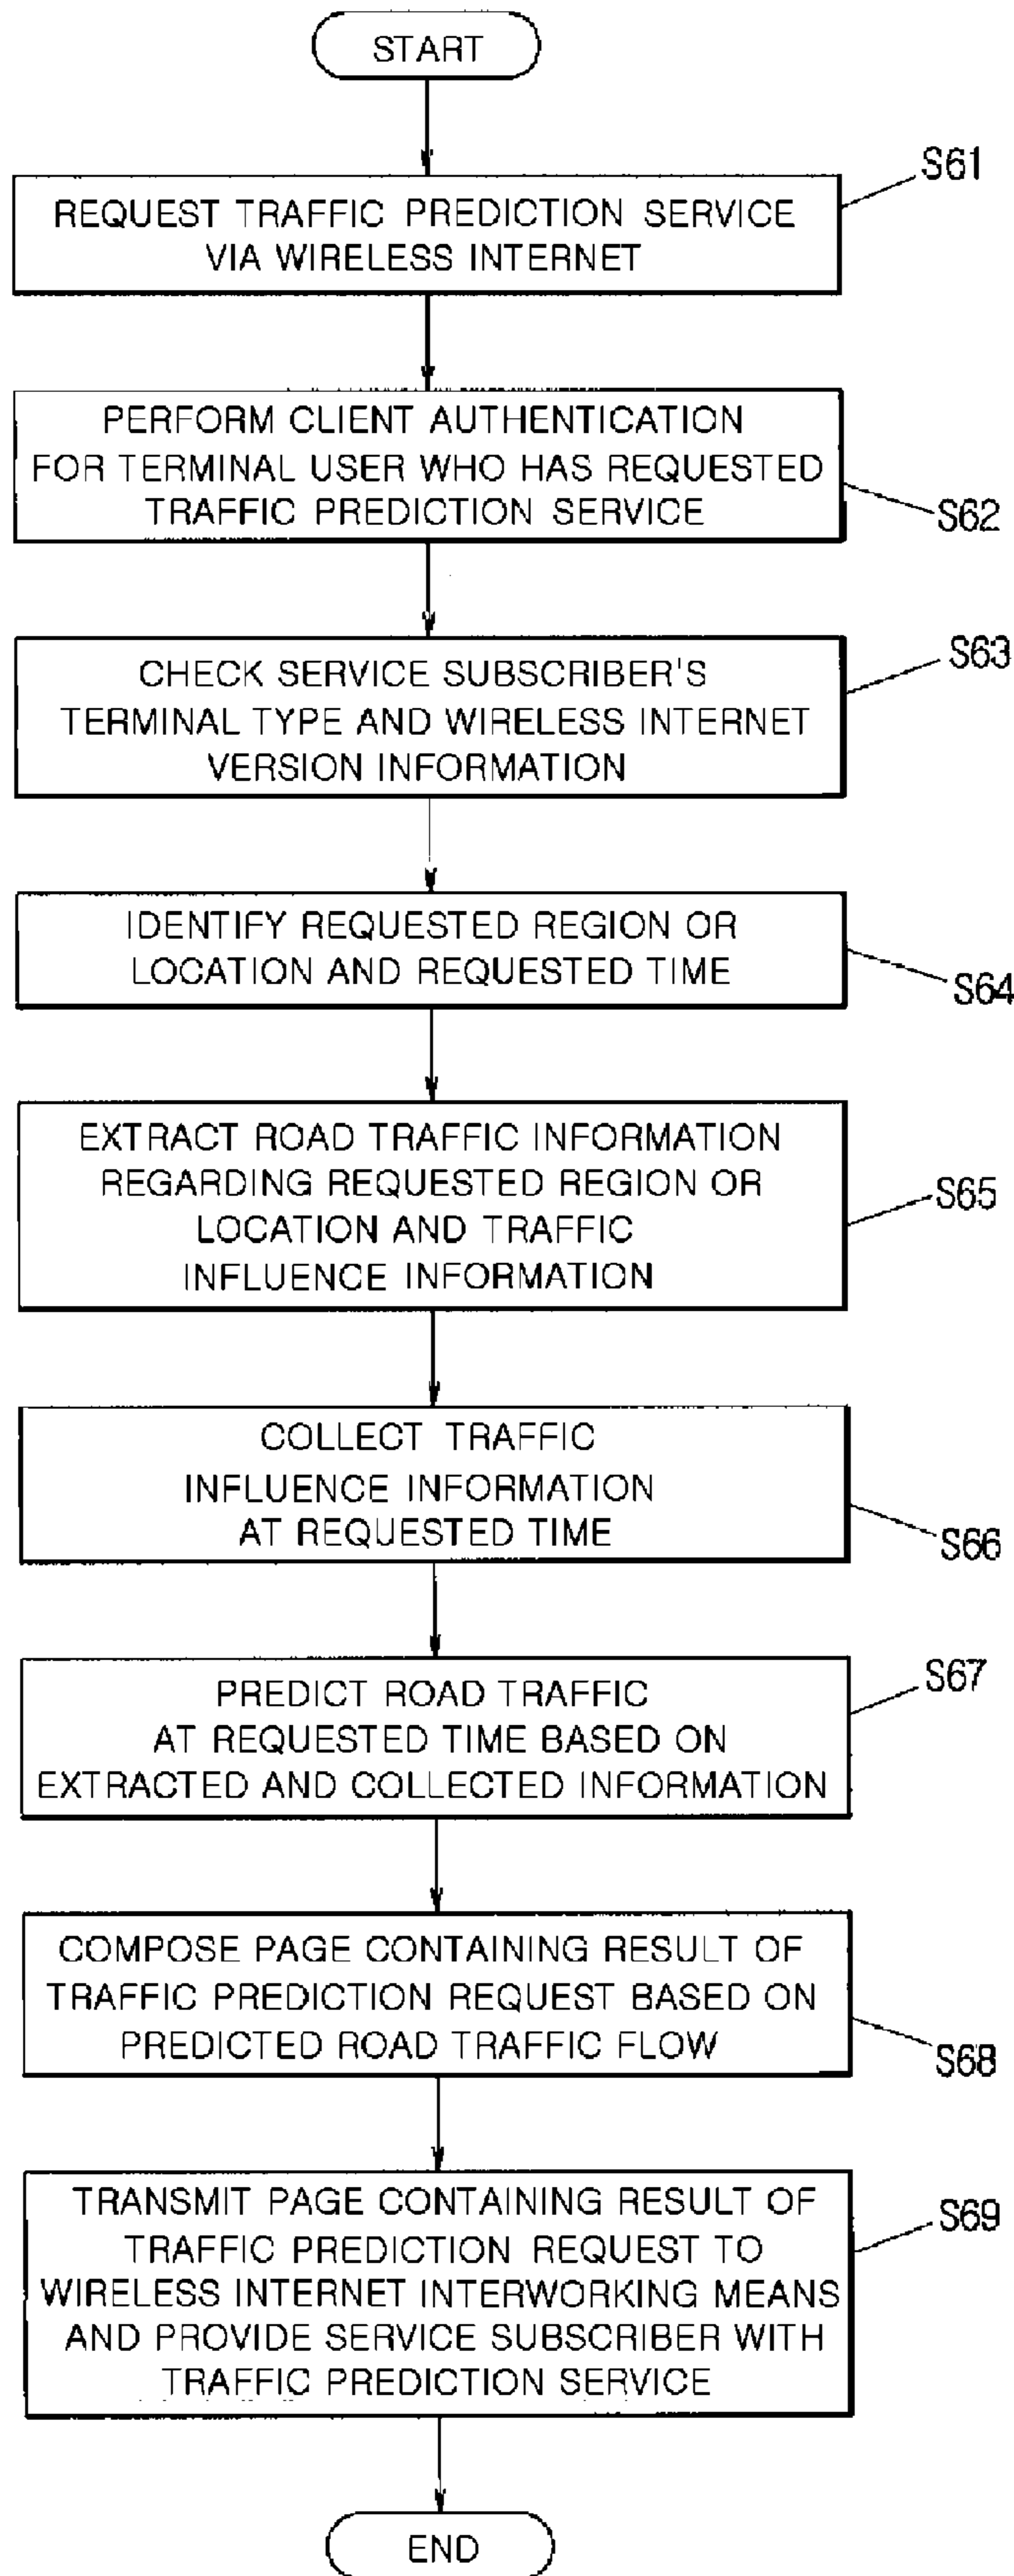 START
S61
REQUEST TRAFFIC PREDICTION SERVICE
VIA WIRELESS INTERNET
PERFORM CLIENT AUTHENTICATION
FOR TERMINAL USER WHO HAS REQUESTED
TRAFFIC PREDICTION SERVICE
S62
CHECK SERVICE SUBSCRIBER'S
TERMINAL TYPE AND WIRELESS INTERNET
VERSION INFORMATION
S63
IDENTIFY REQUESTED REGION OR
LOCATION AND REQUESTED TIME
S64
EXTRACT ROAD TRAFFIC INFORMATION
REGARDING REQUESTED REGION OR
LOCATION AND TRAFFIC
INFLUENCE INFORMATION
S65
COLLECT TRAFFIC
INFLUENCE INFORMATION
AT REQUESTED TIME
S66
PREDICT ROAD TRAFFIC
AT REQUESTED TIME BASED ON
EXTRACTED AND COLLECTED INFORMATION
S67
COMPOSE PAGE CONTAINING RESULT OF
TRAFFIC PREDICTION REQUEST BASED ON
PREDICTED ROAD TRAFFIC FLOW
S68
TRANSMIT PAGE CONTAINING RESULT OF
TRAFFIC PREDICTION REQUEST TO
WIRELESS INTERNET INTERWORKING MEANS
AND PROVIDE SERVICE SUBSCRIBER WITH
TRAFFIC PREDICTION SERVICE
S69
END